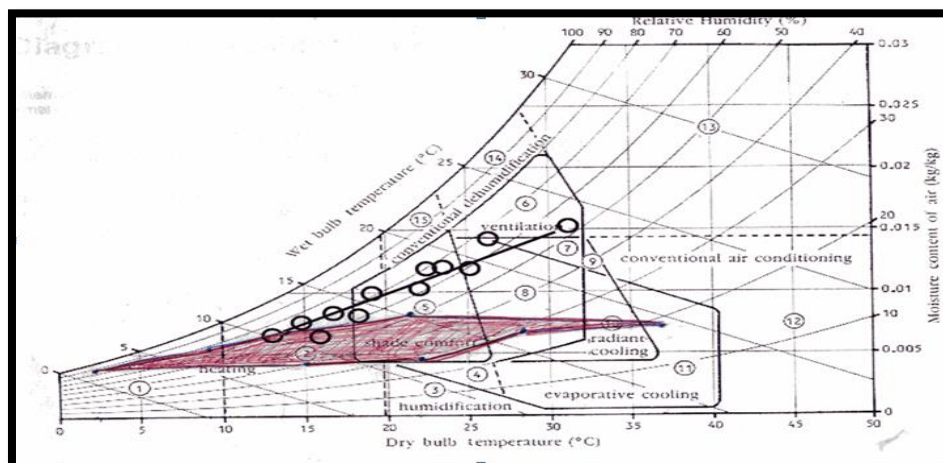 Relative Humidity (%)
100 90 80 70 60 50 40
Diagr
0.03
30
0.025
30
13
Wet bulb temperature (°C)
conventional dehumidification
14
25
0.02
Moisture content of air (kg/kg)
15
6
20
20
ventilation
0.015
7
9
conventional air conditioning
15
8
0.01
10
5
12
10
5
2
shade comfort
radiant
cooling
0.005
0
heating
1
3
4
11
humidification
evaporative cooling
0
0 5 10 15 20 25 30 35 40 45 50
Dry bulb temperature (°C)